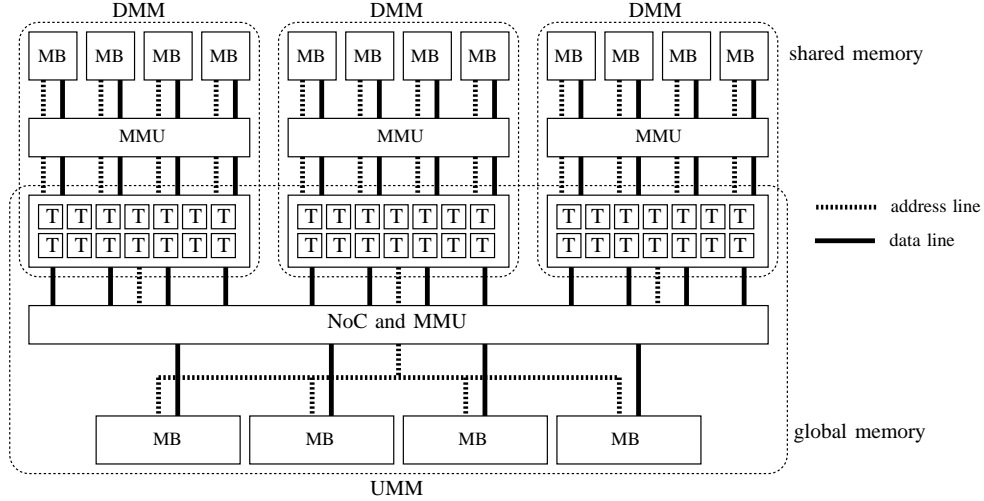 DMM DMM DMM
MB MB MB MB MB MB MB MB MB MB MB MB shared memory
MMU MMU MMU
T T T T T T T T T T T T T T T T T T T T T
address line
T T T T T T T T T T T T T T T T T T T T T
data line
NoC and MMU
MB MB MB MB global memory
UMM